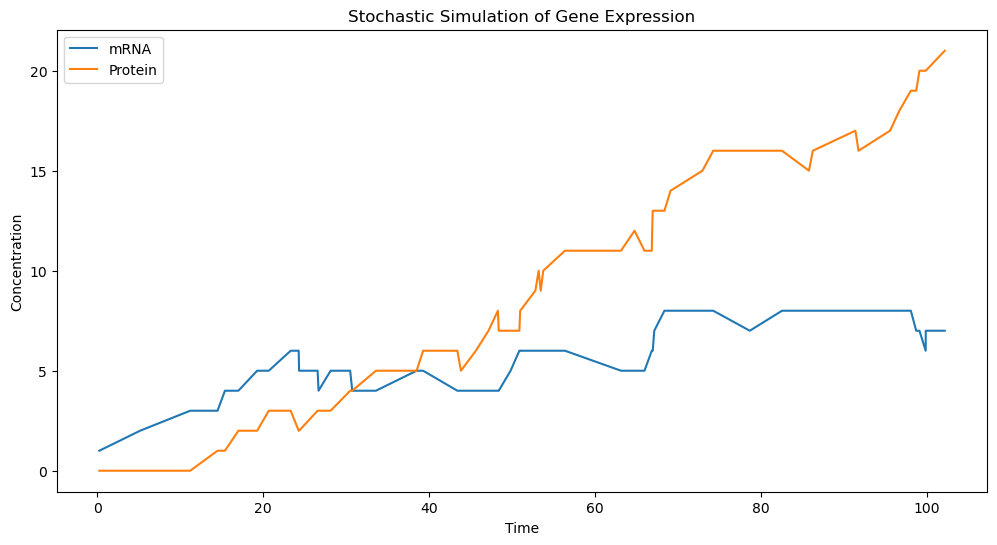 Stochastic Simulation of Gene Expression
mRNA
Protein
Concentration
20
15
10
5
0
0 20 40 60 80 100
Time